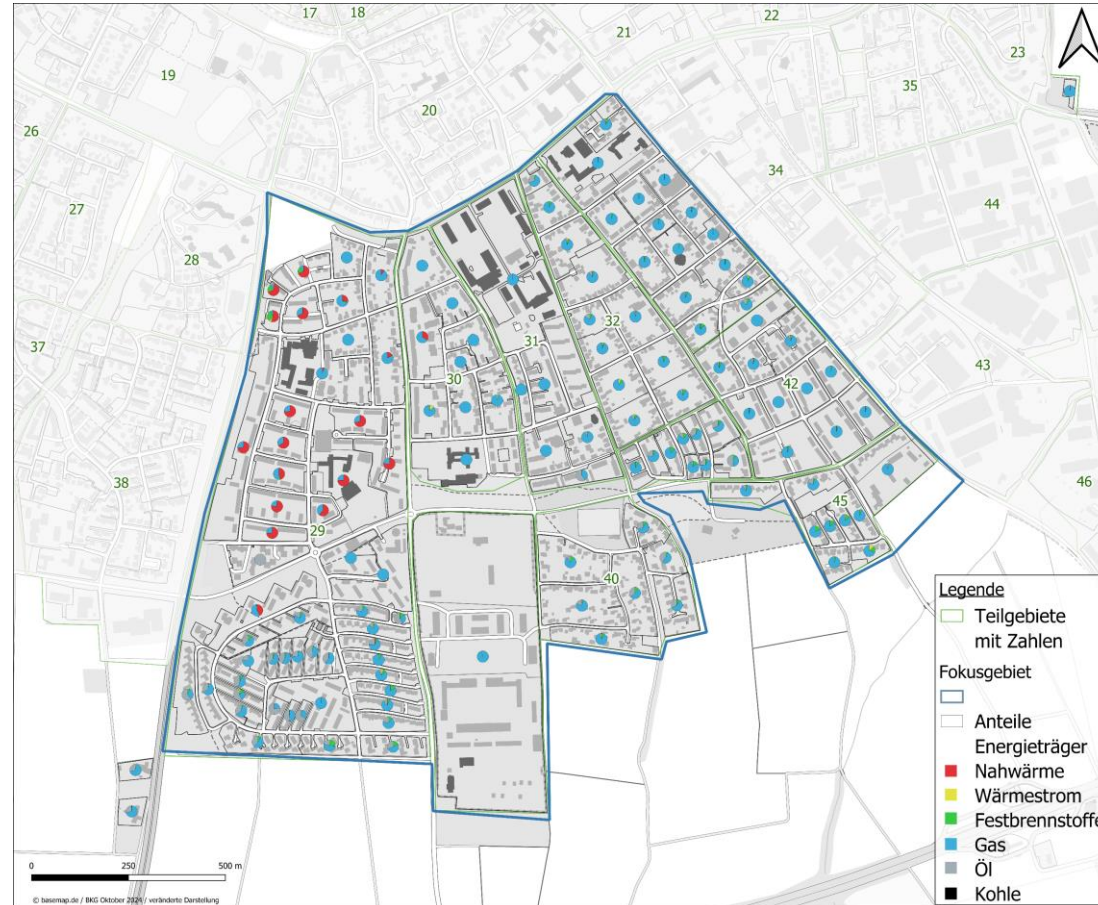 17
18
22
21
23
19
20
35
26
34
27
44
28
37
32
31
30
43
42
38
46
29
45
40
Legende
Teilgebiete
mit Zahlen
Fokusgebiet
Anteile
Energieträger
Nahwärme
Wärmestrom
Festbrennstoffe
Gas
Öl
Kohle
0 250 500 m
© basemap.de / BKG Oktober 2024 / veränderte Darstellung